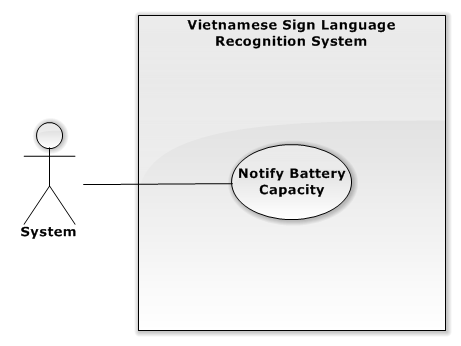 Vietnamese Sign Language
Recognition System
Notify Battery
Capacity
System